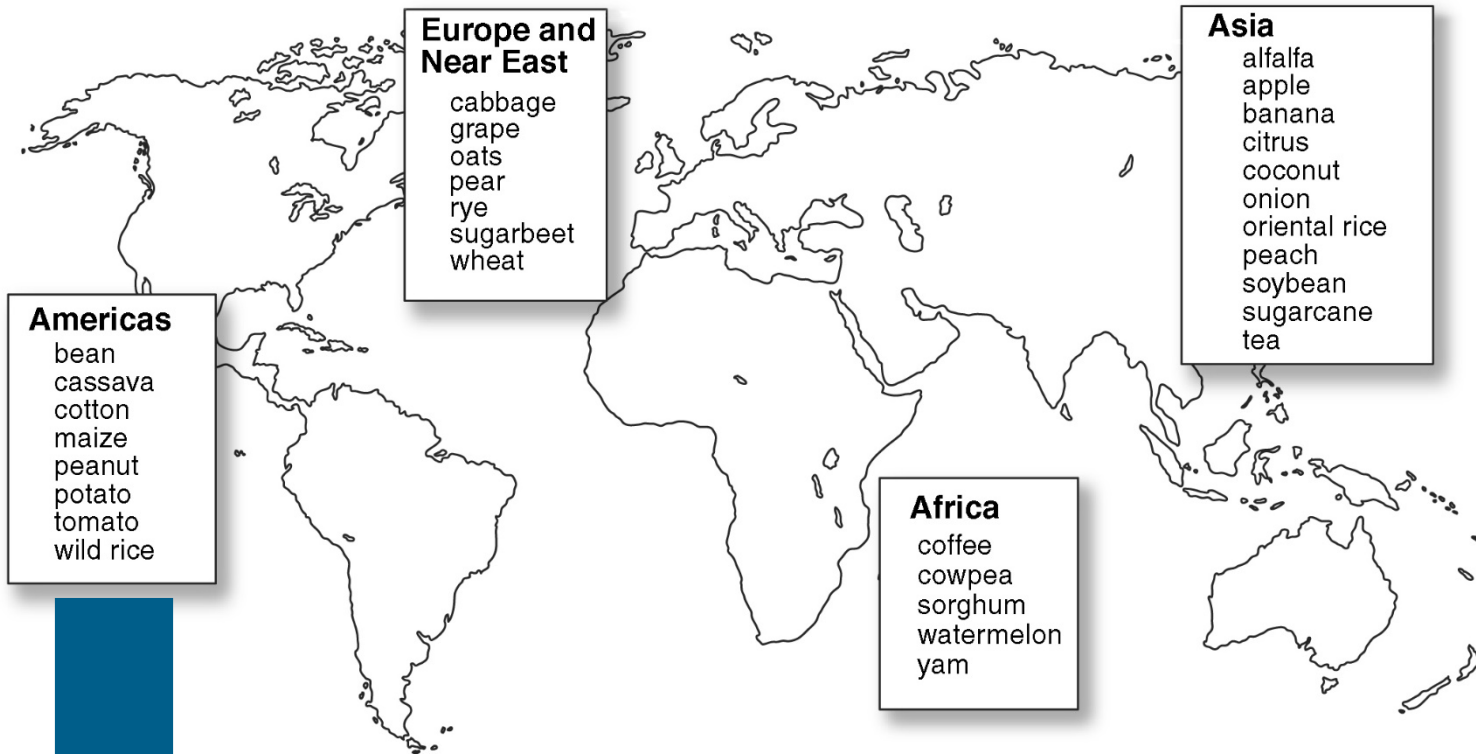 Europe and
Near East
cabbage
grape
oats
pear
rye
sugarbeet
wheat
Asia
alfalfa
apple
banana
citrus
coconut
onion
oriental rice
peach
soybean
sugarcane
tea
Americas
bean
cassava
cotton
maize
peanut
potato
tomato
wild rice
Africa
coffee
cowpea
sorghum
watermelon
yam